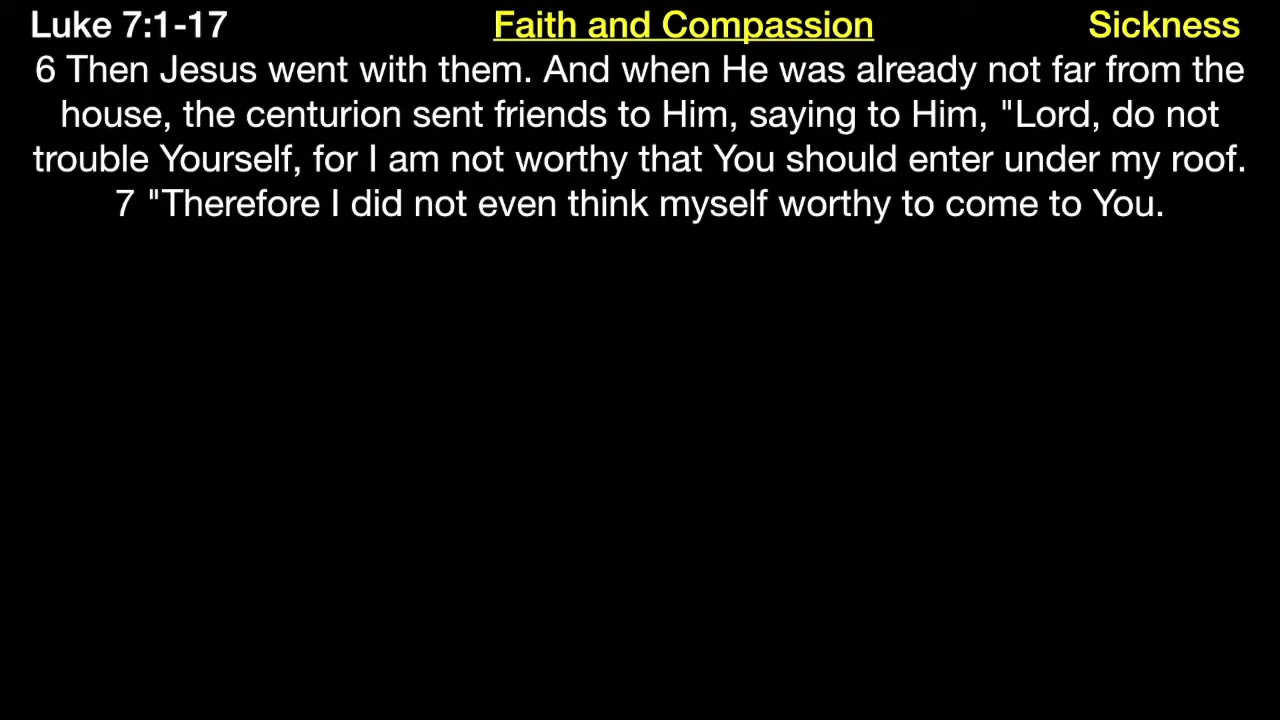 Luke 7:1-17 Faith and Compassion Sickness
6 Then Jesus went with them. And when He was already not far from the
house, the centurion sent friends to Him, saying to Him, "Lord, do not
trouble Yourself, for I am not worthy that You should enter under my roof.
7 "Therefore I did not even think myself worthy to come to You.